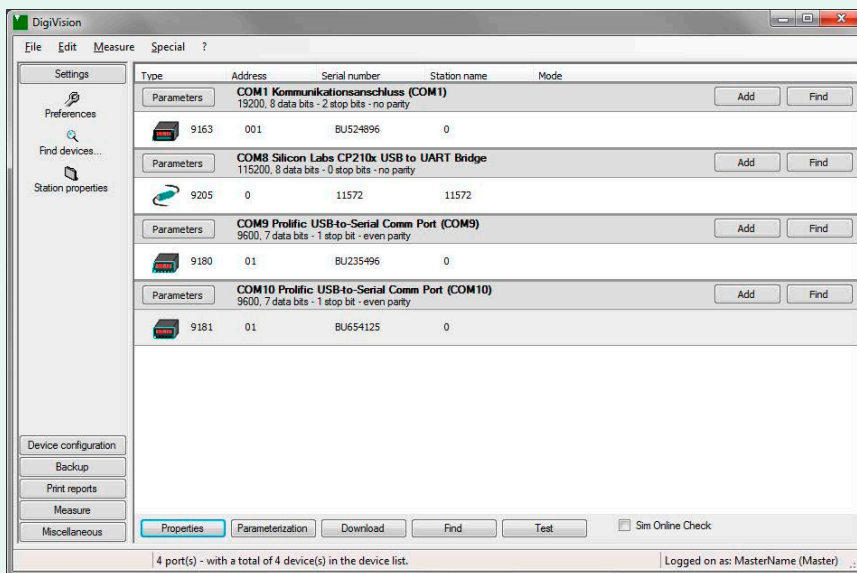 DigiVision
File Edit Measure Special ?
Settings
Preferences
Find devices...
Station properties
Device configuration
Backup
Print reports
Measure
Miscellaneous
Type Address Serial number Station name Mode
Parameters COM1 Kommunikationsanschluss (COM1) Add Find
19200, 8 data bits - 2 stop bits - no parity
9163 001 BU524896 0
Parameters COM8 Silicon Labs CP210x USB to UART Bridge Add Find
115200, 8 data bits - 0 stop bits - no parity
9205 0 11572 11572
Parameters COM9 Prolific USB-to-Serial Comm Port (COM9) Add Find
9600, 7 data bits - 1 stop bit - even parity
9180 01 BU235496 0
Parameters COM10 Prolific USB-to-Serial Comm Port (COM10) Add Find
9600, 7 data bits - 1 stop bit - even parity
9181 01 BU654125 0
Properties Parameterization Download Find Test Sim Online Check
4 port(s) - with a total of 4 device(s) in the device list. Logged on as: MasterName (Master)